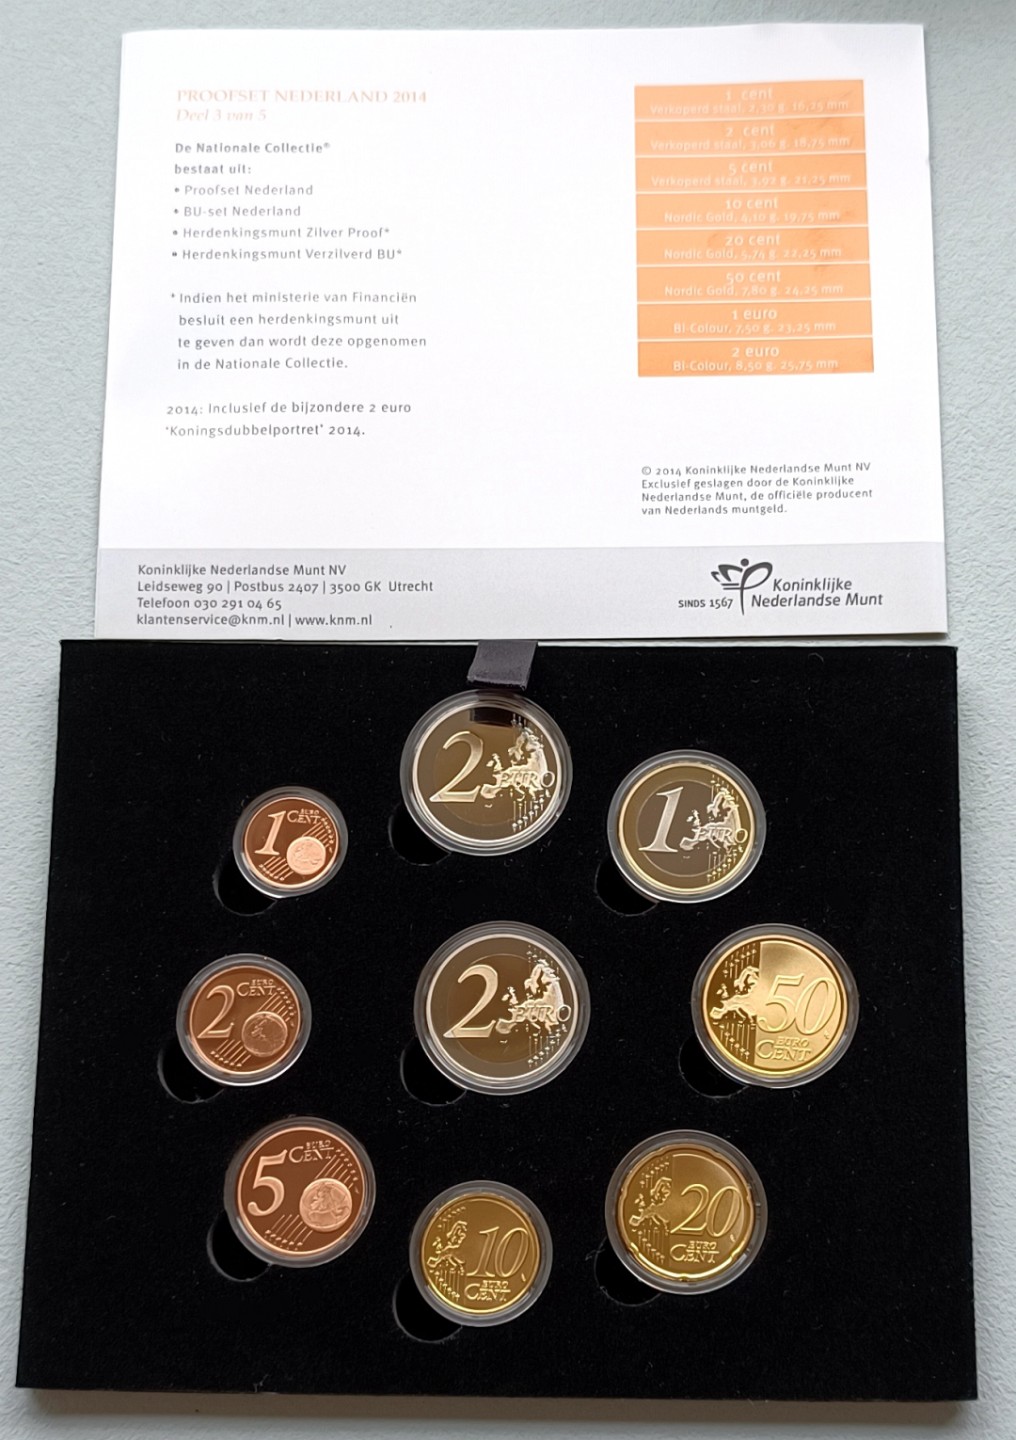 PROOFSET NEDERLAND 2014
Deel 3 van 5
De Nationale Collectie®
bestaat uit:
• Proofset Nederland
• BU-set Nederland
• Herdenkingsmunt Zilver Proof*
• Herdenkingsmunt Verzilverd BU*
* Indien het ministerie van Financiën
besluit een herdenkingsmunt uit
te geven dan wordt deze opgenomen
in de Nationale Collectie.
2014: Inclusief de bijzondere 2 euro
'Koningsdubbelportret' 2014.
1 cent
Verkoperd staal, 2,30 g. 16,25 mm
2 cent
Verkoperd staal, 3,06 g. 18,75 mm
5 cent
Verkoperd staal, 3,92 g. 21,25 mm
10 cent
Nordic Gold, 4,10 g. 19,75 mm
20 cent
Nordic Gold, 5,74 g. 22,25 mm
50 cent
Nordic Gold, 7,80 g. 24,25 mm
1 euro
Bi-Colour, 7,50 g. 23,25 mm
2 euro
Bi-Colour, 8,50 g. 25,75 mm
© 2014 Koninklijke Nederlandse Munt NV
Exclusief geslagen door de Koninklijke
Nederlandse Munt, de officiële producent
van Nederlands muntgeld.
Koninklijke Nederlandse Munt NV
Leidseweg 90 | Postbus 2407 | 3500 GK Utrecht
Telefoon 030 291 04 65
klantenservice@knm.nl | www.knm.nl
SINDS 1567
Koninklijke
Nederlandse Munt
2 EURO
1 EURO
1 EURO
CENT
2 EURO
CENT
2 EURO
50
EURO
CENT
5 EURO
CENT
10
EURO
CENT
20
EURO
CENT